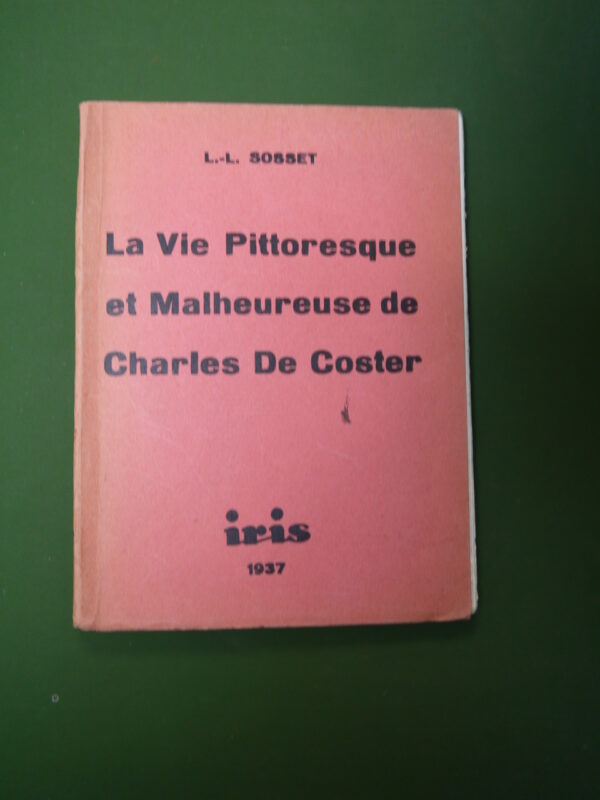 L.-L. SOSSET
La Vie Pittoresque
et Malheureuse de
Charles De Coster
iris
1937